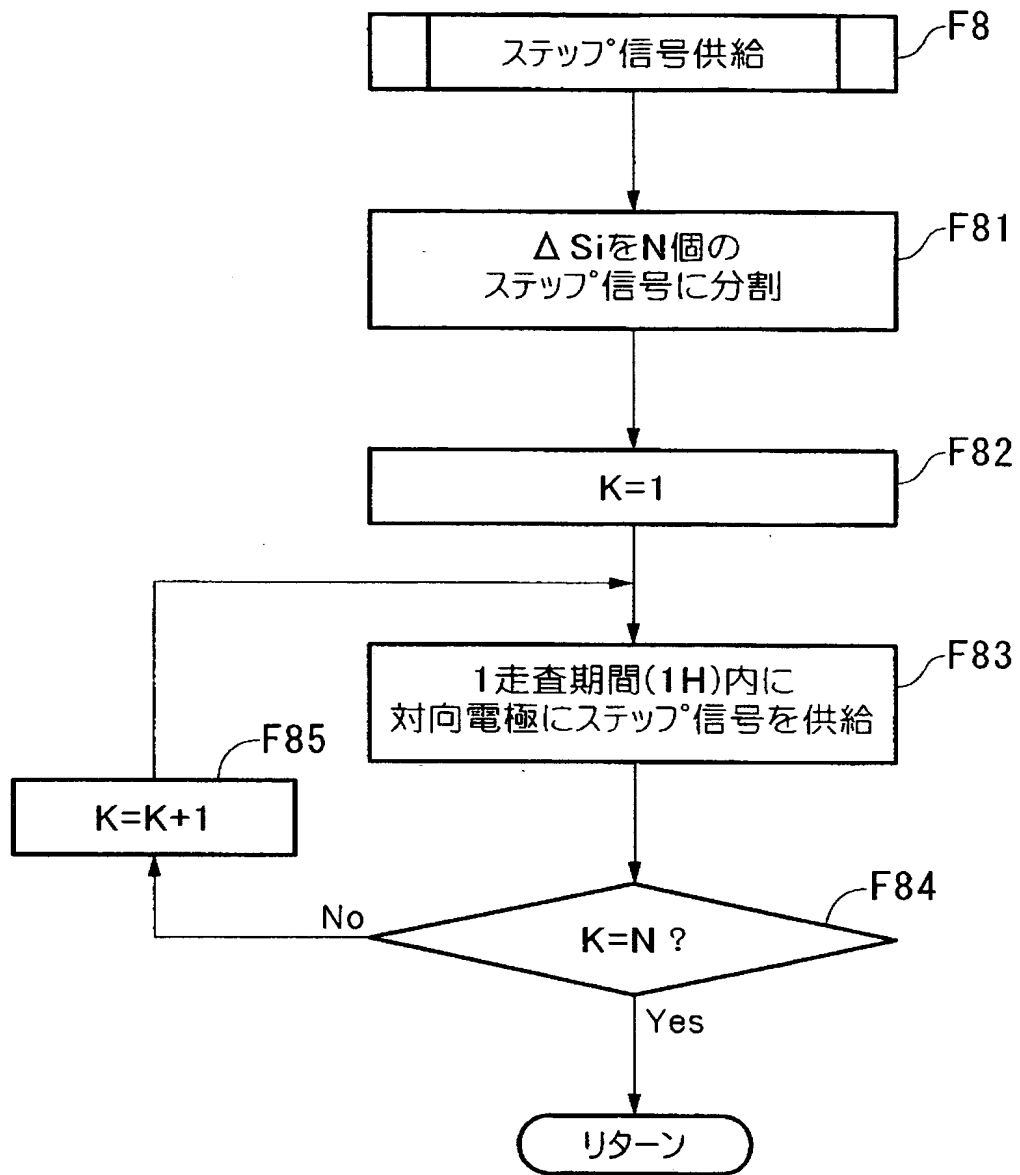 F8
ステップ信号供給
F81
Δ SiをN個の
ステップ信号に分割
F82
K=1
F83
1走査期間(1H)内に
対向電極にステップ信号を供給
F85
K=K+1
F84
No
K=N ?
Yes
リターン